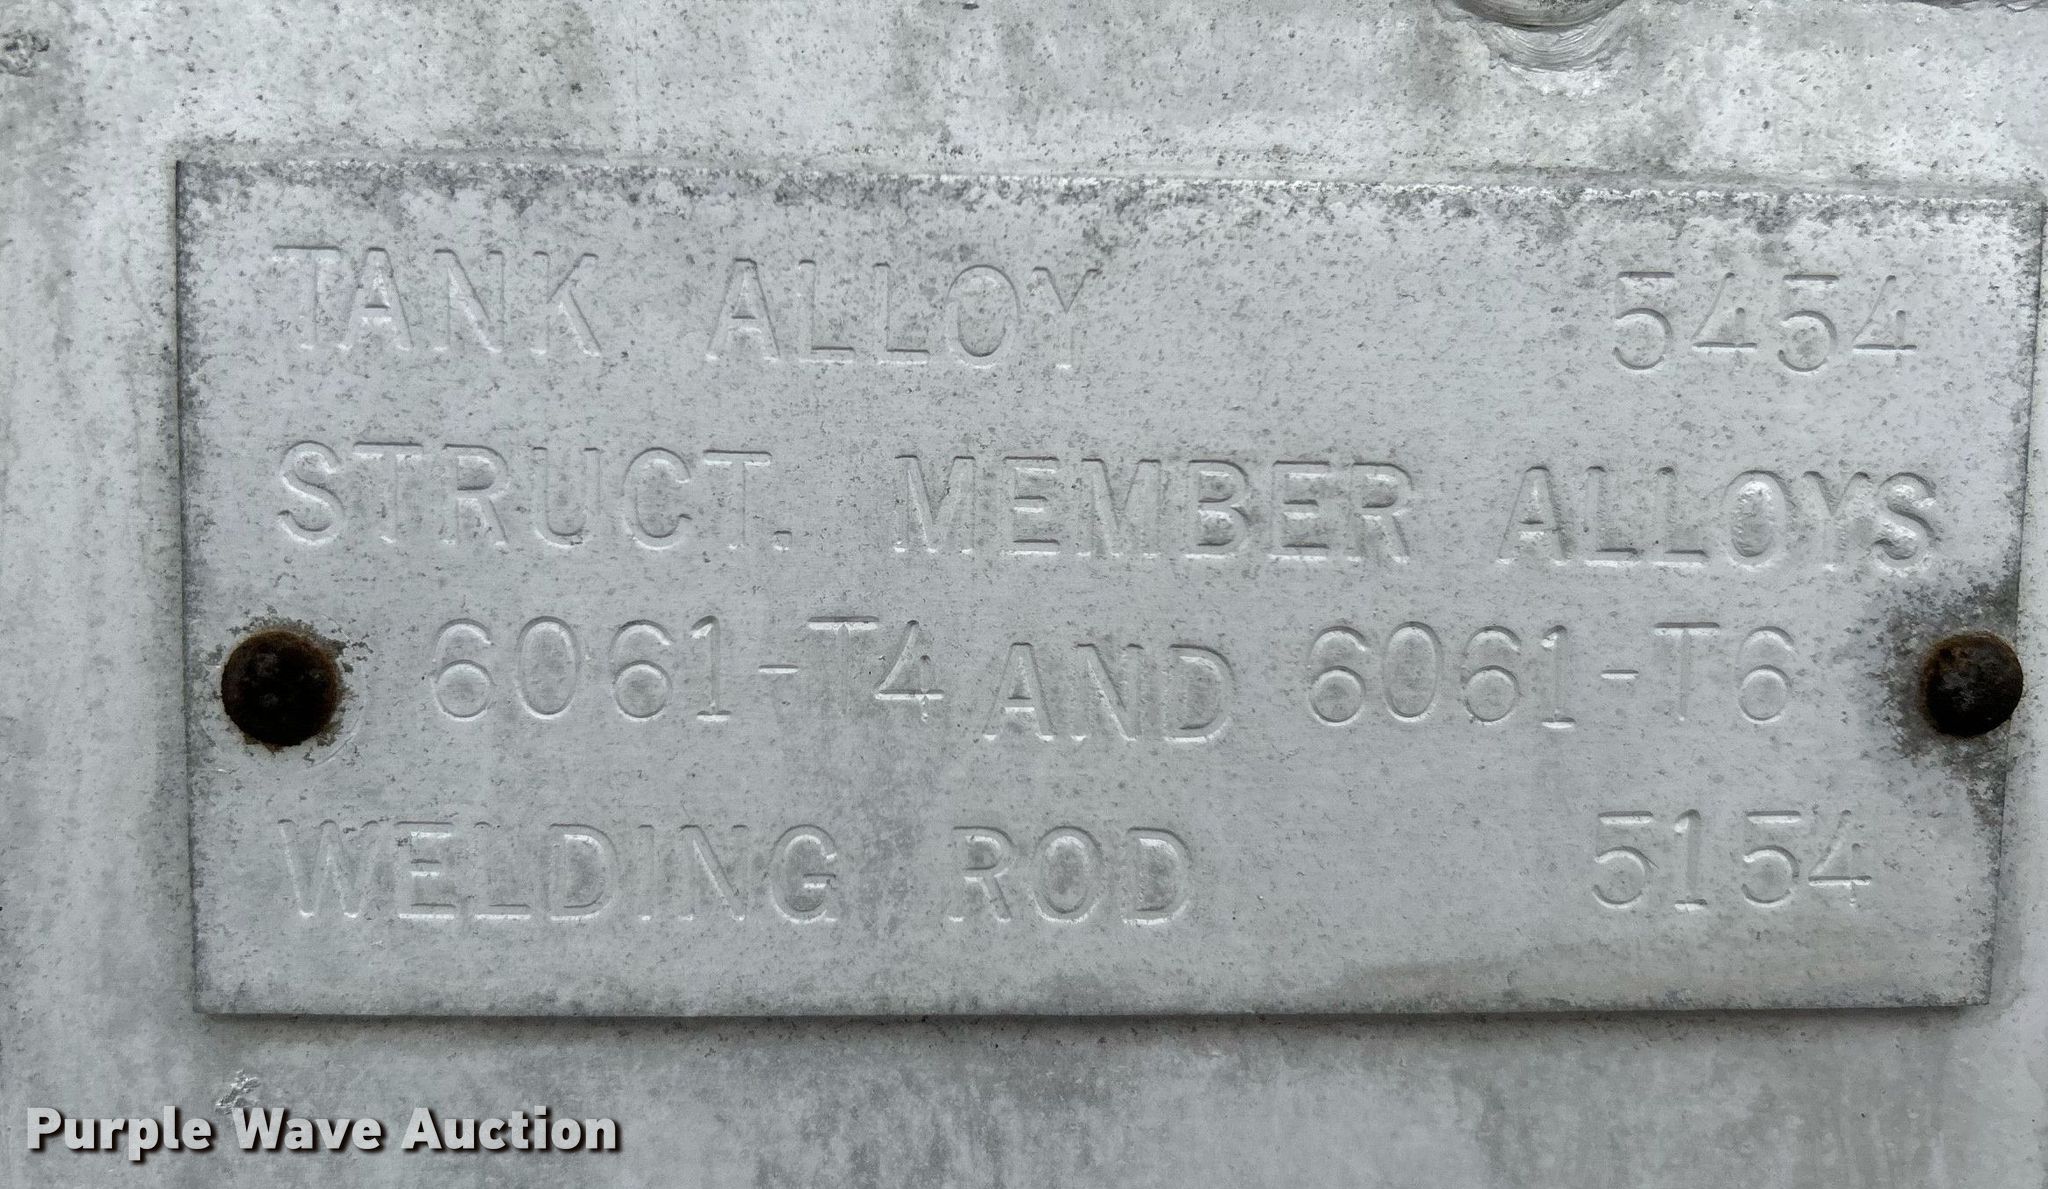 TANK ALLOY 5454
STRUCT. MEMBER ALLOYS
6061-T4 AND 6061-T6
WELDING ROD 5154
Purple Wave Auction